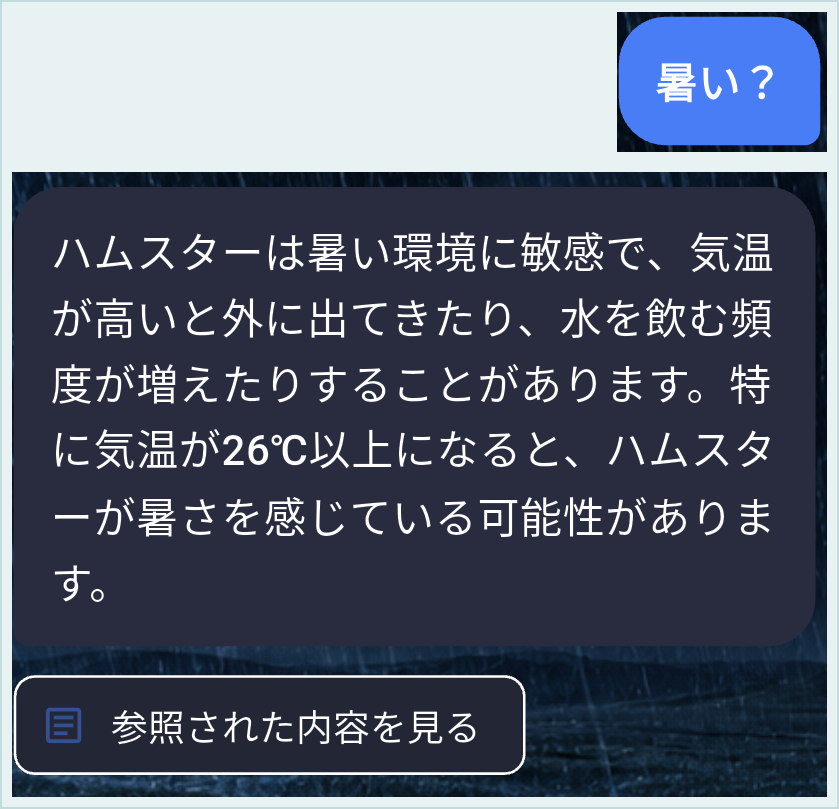 暑い？
ハムスターは暑い環境に敏感で、気温
が高いと外に出てきたり、水を飲む頻
度が増えたりすることがあります。特
に気温が26℃以上になると、ハムスタ
ーが暑さを感じている可能性がありま
す。
参照された内容を見る